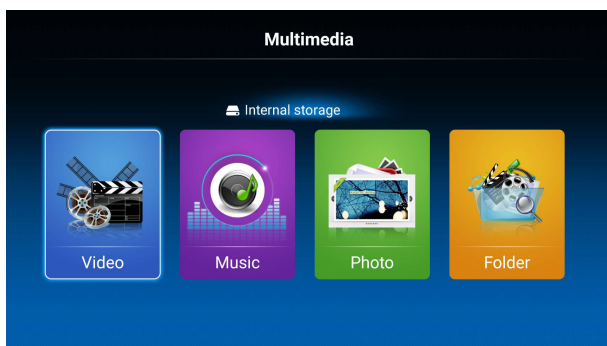 Multimedia
Internal storage
Video
Music
Photo
Folder